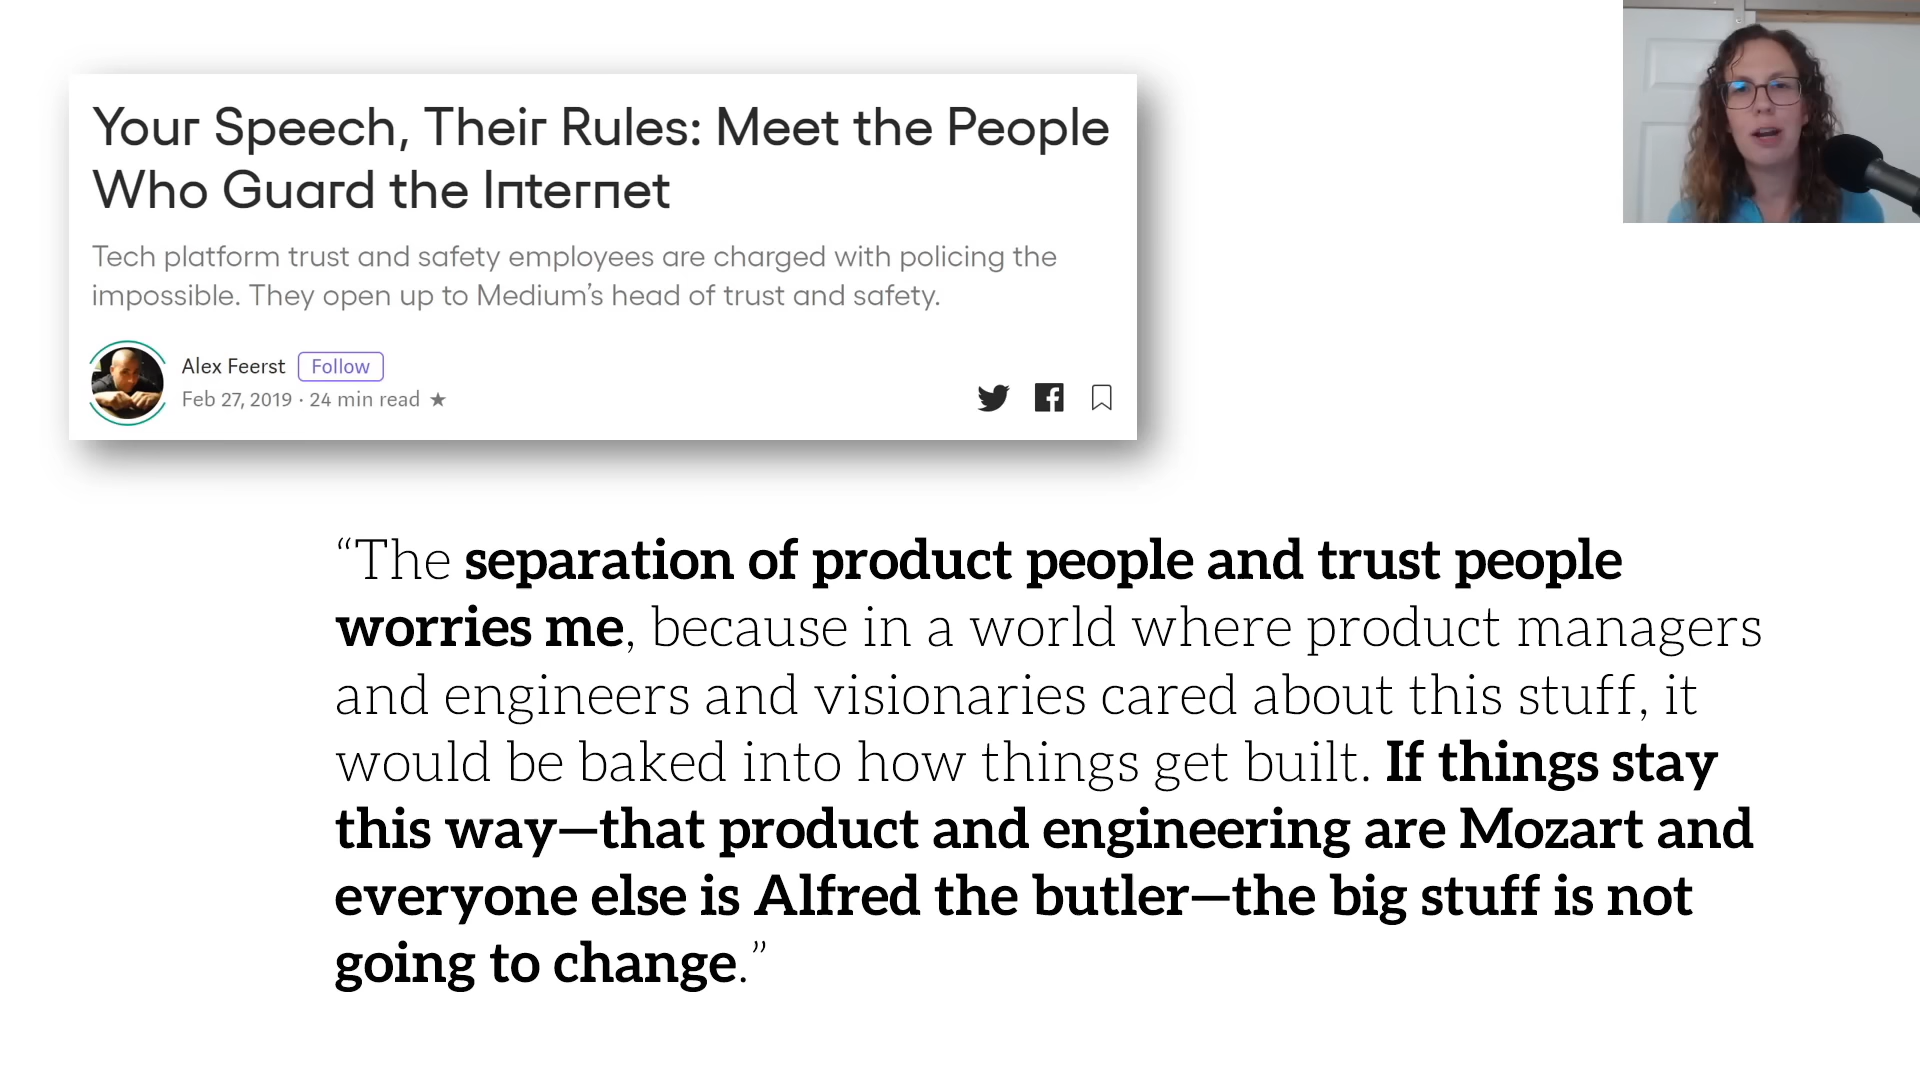 Your Speech, Their Rules: Meet the People
Who Guard the Internet
Tech platform trust and safety employees are charged with policing the
impossible. They open up to Medium’s head of trust and safety.
Alex Feerst Follow
Feb 27, 2019 · 24 min read ★
“The separation of product people and trust people
worries me, because in a world where product managers
and engineers and visionaries cared about this stuff, it
would be baked into how things get built. If things stay
this way—that product and engineering are Mozart and
everyone else is Alfred the butler—the big stuff is not
going to change.”